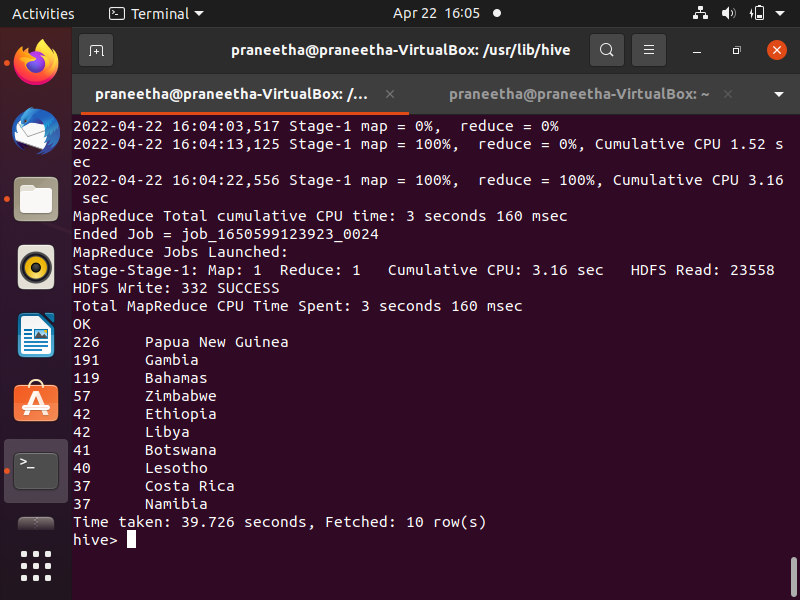 Activities
Terminal
Apr 22 16:05
praneetha@praneetha-VirtualBox: /usr/lib/hive
praneetha@praneetha-VirtualBox: /...
praneetha@praneetha-VirtualBox: ~
2022-04-22 16:04:03,517 Stage-1 map = 0%,  reduce = 0%
2022-04-22 16:04:13,125 Stage-1 map = 100%,  reduce = 0%, Cumulative CPU 1.52 s
ec
2022-04-22 16:04:22,556 Stage-1 map = 100%,  reduce = 100%, Cumulative CPU 3.16
 sec
MapReduce Total cumulative CPU time: 3 seconds 160 msec
Ended Job = job_1650599123923_0024
MapReduce Jobs Launched:
Stage-Stage-1: Map: 1  Reduce: 1   Cumulative CPU: 3.16 sec   HDFS Read: 23558
HDFS Write: 332 SUCCESS
Total MapReduce CPU Time Spent: 3 seconds 160 msec
OK
226     Papua New Guinea
191     Gambia
119     Bahamas
57      Zimbabwe
42      Ethiopia
42      Libya
41      Botswana
40      Lesotho
37      Costa Rica
37      Namibia
Time taken: 39.726 seconds, Fetched: 10 row(s)
hive>